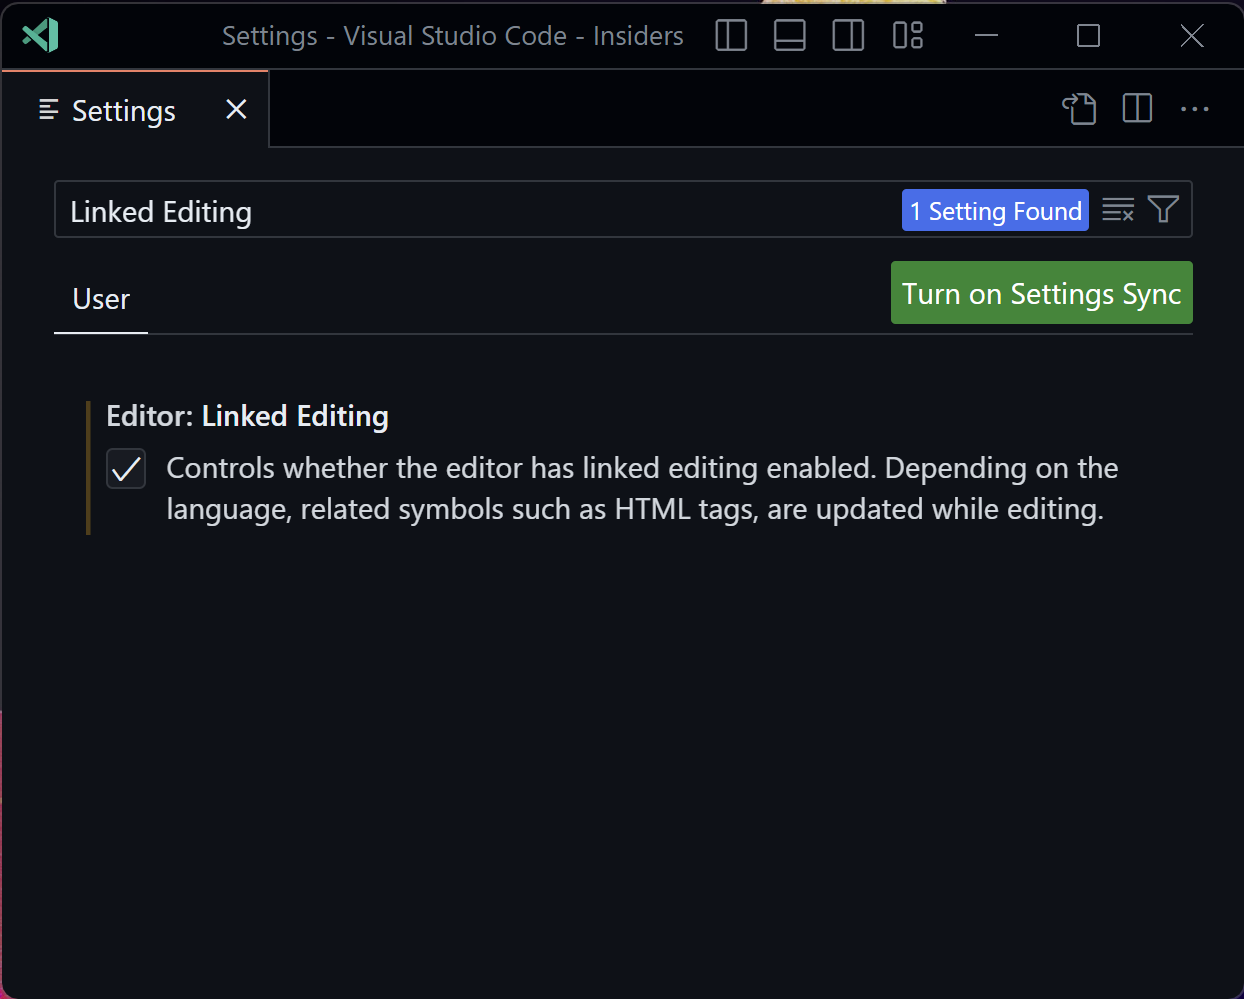 Settings - Visual Studio Code - Insiders
Settings
Linked Editing
1 Setting Found
User
Turn on Settings Sync
Editor: Linked Editing
Controls whether the editor has linked editing enabled. Depending on the
language, related symbols such as HTML tags, are updated while editing.